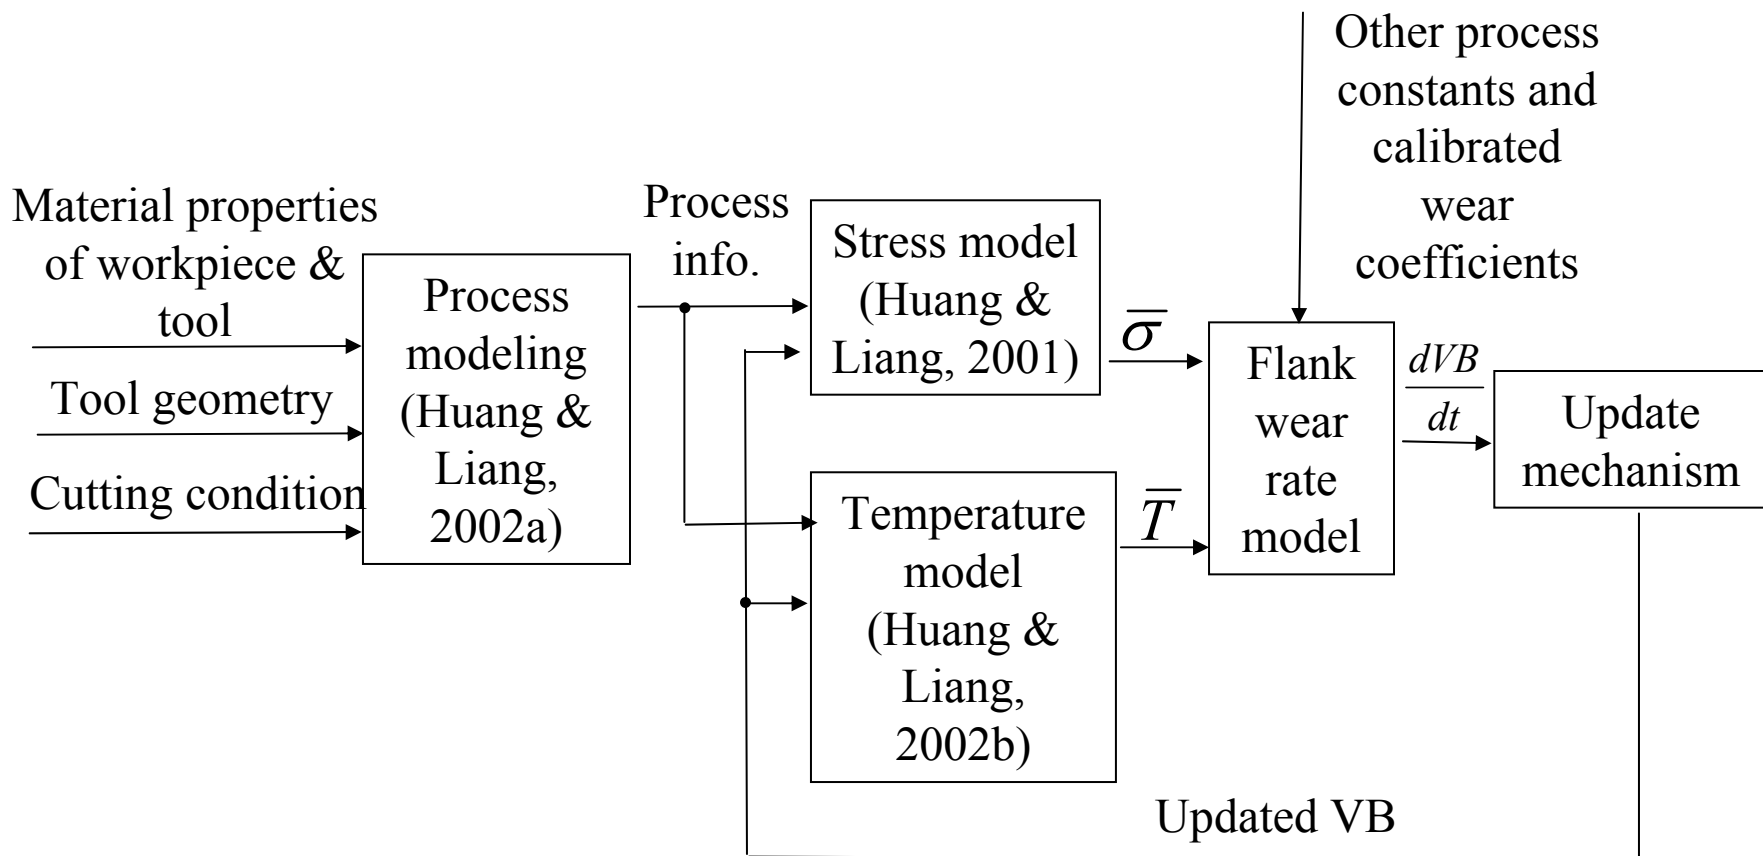 Other process
constants and
calibrated
wear
coefficients
Material properties
of workpiece &
tool
Tool geometry
Cutting condition
Process
modeling
(Huang &
Liang,
2002a)
Process
info.
Stress model
(Huang &
Liang, 2001)
σ̅
Temperature
model
(Huang &
Liang,
2002b)
T̅
Flank
wear
rate
model
dVB
dt
Update
mechanism
Updated VB